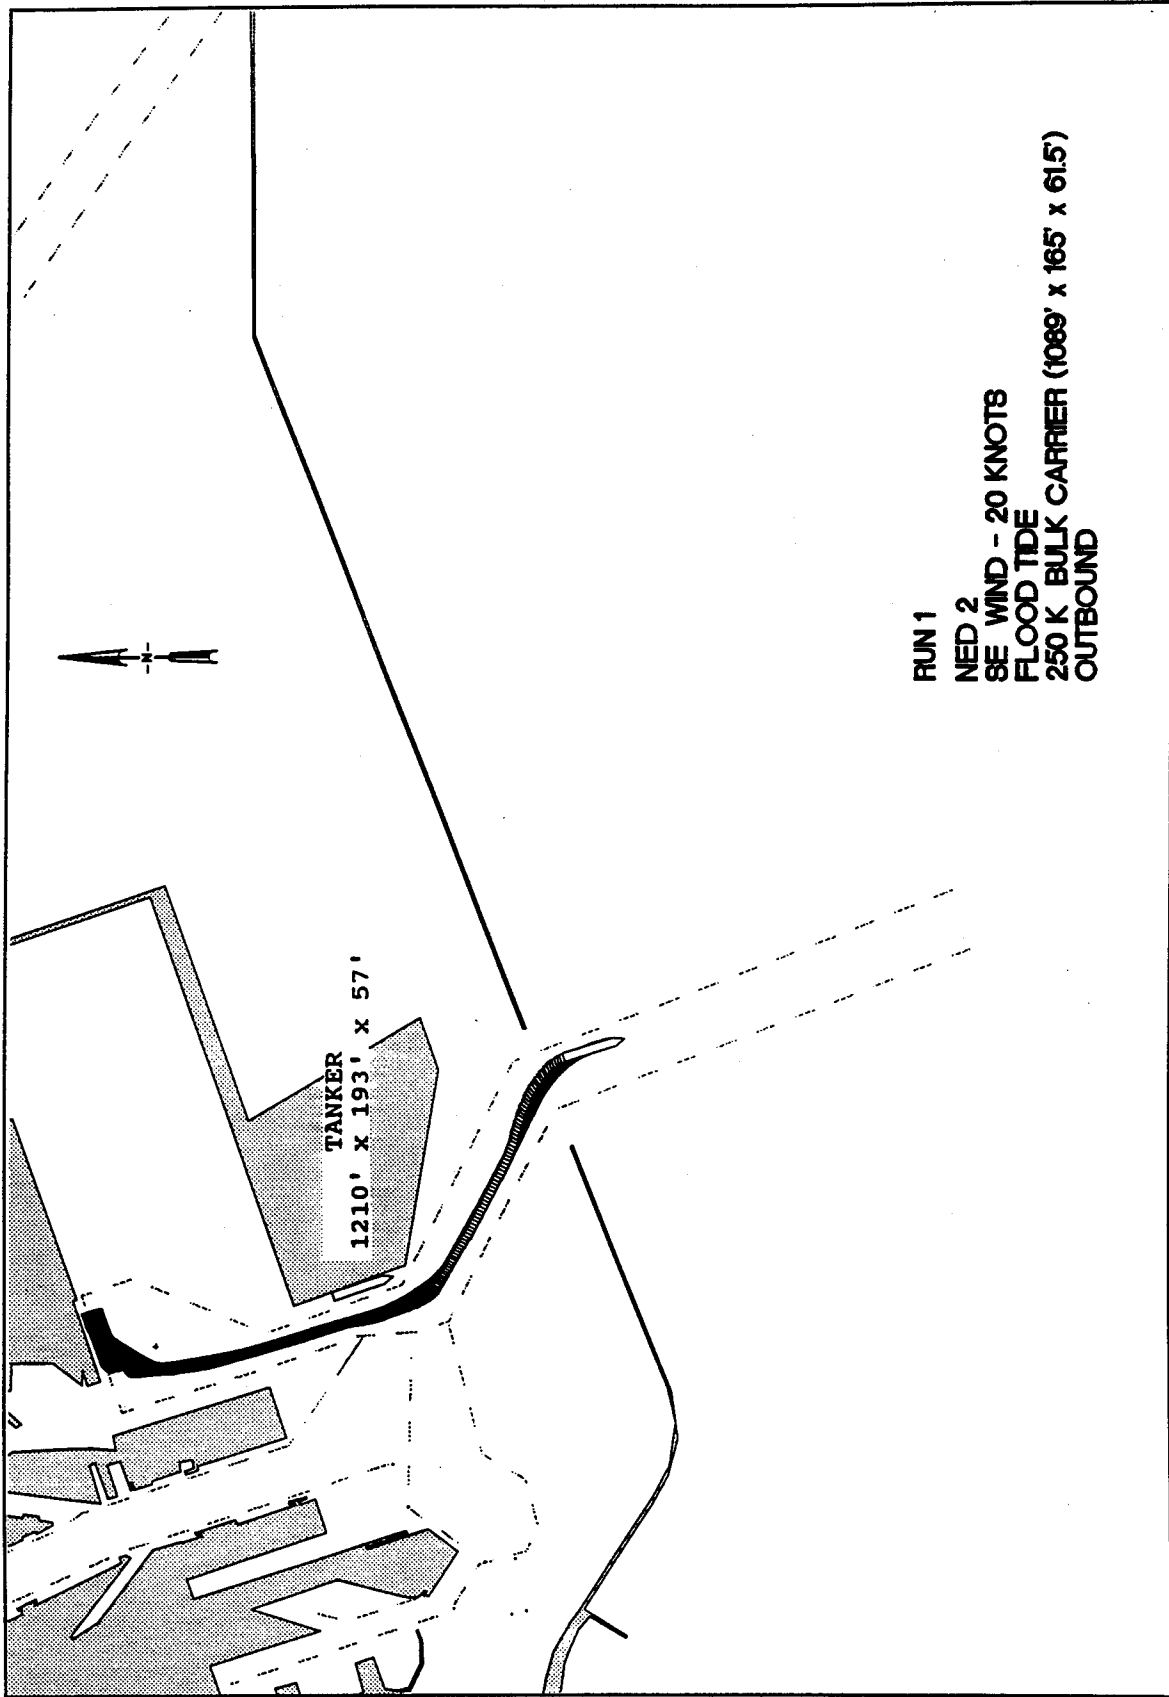 N
TANKER
1210' x 193' x 57'
RUN 1
NED 2
SE WIND - 20 KNOTS
FLOOD TIDE
250 K BULK CARRIER (1089' x 165' x 61.5')
OUTBOUND